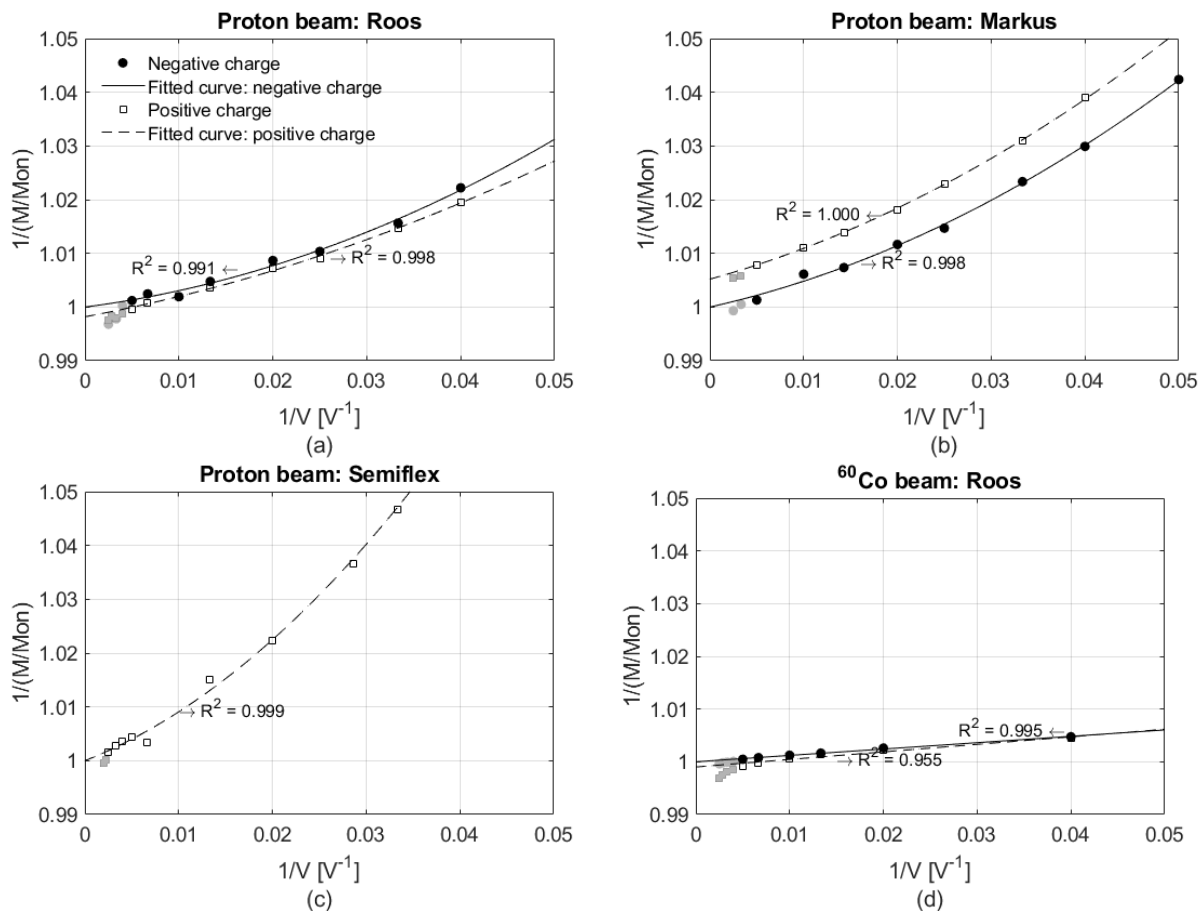 Proton beam: Roos
1.05
1.04
1.03
1.02
1.01
1
0.99
1/(M/Mon)
Negative charge
Fitted curve: negative charge
Positive charge
Fitted curve: positive charge
R² = 0.991 ←
→ R² = 0.998
0 0.01 0.02 0.03 0.04 0.05
1/V [V⁻¹]
(a)
Proton beam: Markus
1.05
1.04
1.03
1.02
1.01
1
0.99
1/(M/Mon)
R² = 1.000 ←
→ R² = 0.998
0 0.01 0.02 0.03 0.04 0.05
1/V [V⁻¹]
(b)
Proton beam: Semiflex
1.05
1.04
1.03
1.02
1.01
1
0.99
1/(M/Mon)
→ R² = 0.999
0 0.01 0.02 0.03 0.04 0.05
1/V [V⁻¹]
(c)
⁶⁰Co beam: Roos
1.05
1.04
1.03
1.02
1.01
1
0.99
1/(M/Mon)
R² = 0.995 ←
→ R² = 0.955
0 0.01 0.02 0.03 0.04 0.05
1/V [V⁻¹]
(d)